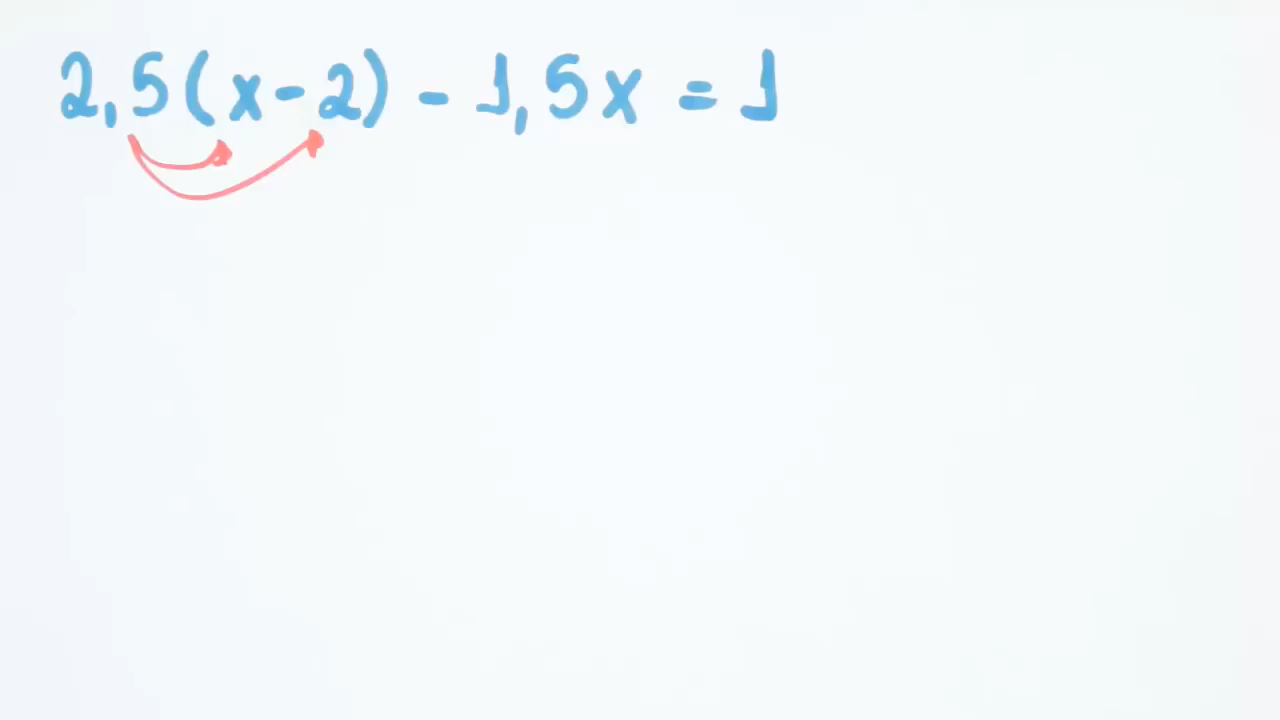 2,5(x-2) - 1,5x = 1